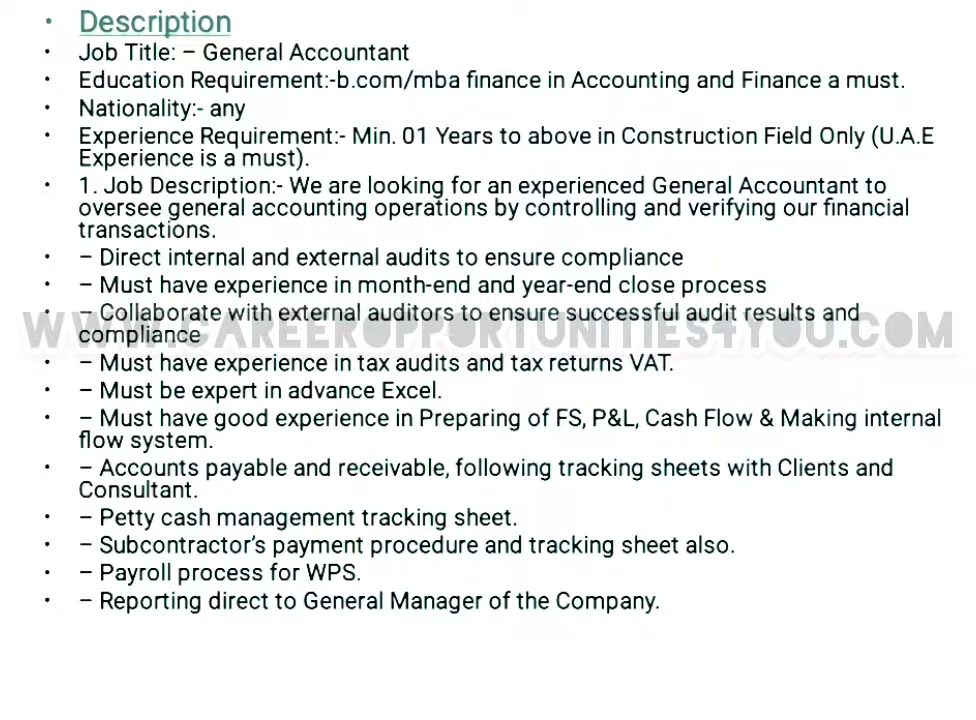 Description
Job Title: – General Accountant
Education Requirement:-b.com/mba finance in Accounting and Finance a must.
Nationality:- any
Experience Requirement:- Min. 01 Years to above in Construction Field Only (U.A.E
Experience is a must).
1. Job Description:- We are looking for an experienced General Accountant to
oversee general accounting operations by controlling and verifying our financial
transactions.
– Direct internal and external audits to ensure compliance
– Must have experience in month-end and year-end close process
– Collaborate with external auditors to ensure successful audit results and
WWW.CAREEROPPORTUNITIES4YOU.COM
compliance
– Must have experience in tax audits and tax returns VAT.
– Must be expert in advance Excel.
– Must have good experience in Preparing of FS, P&L, Cash Flow & Making internal
flow system.
– Accounts payable and receivable, following tracking sheets with Clients and
Consultant.
– Petty cash management tracking sheet.
– Subcontractor’s payment procedure and tracking sheet also.
– Payroll process for WPS.
– Reporting direct to General Manager of the Company.